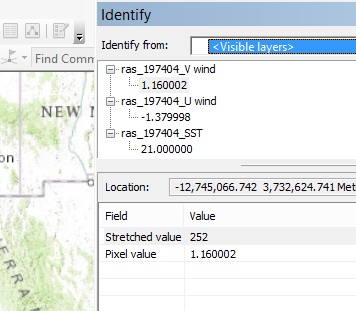 Identify
Identify from: <Visible layers>
Find Comm
ras_197404_V wind
1.160002
ras_197404_U wind
-1.379998
ras_197404_SST
21.000000
NEW
on
ERRA
Location: -12,745,066.742 3,732,624.741 Met
Field Value
Stretched value 252
Pixel value 1.160002